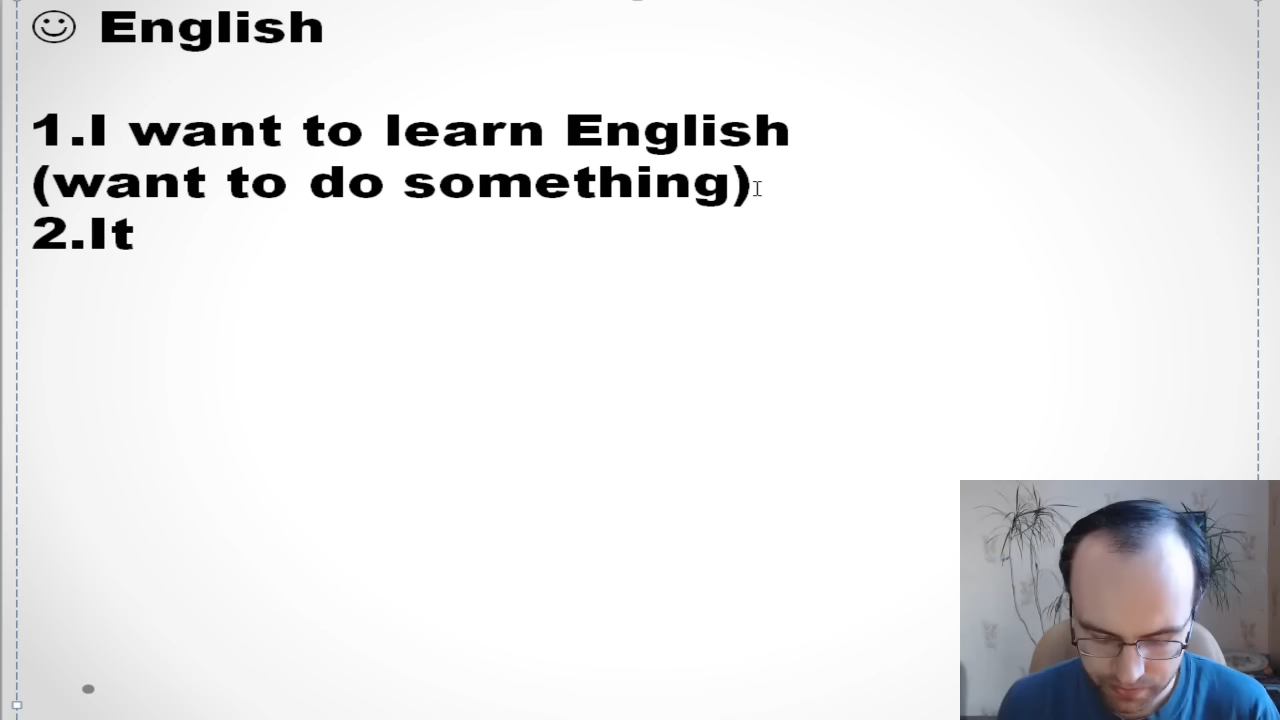 ☺ English
1.I want to learn English
(want to do something)
2.It